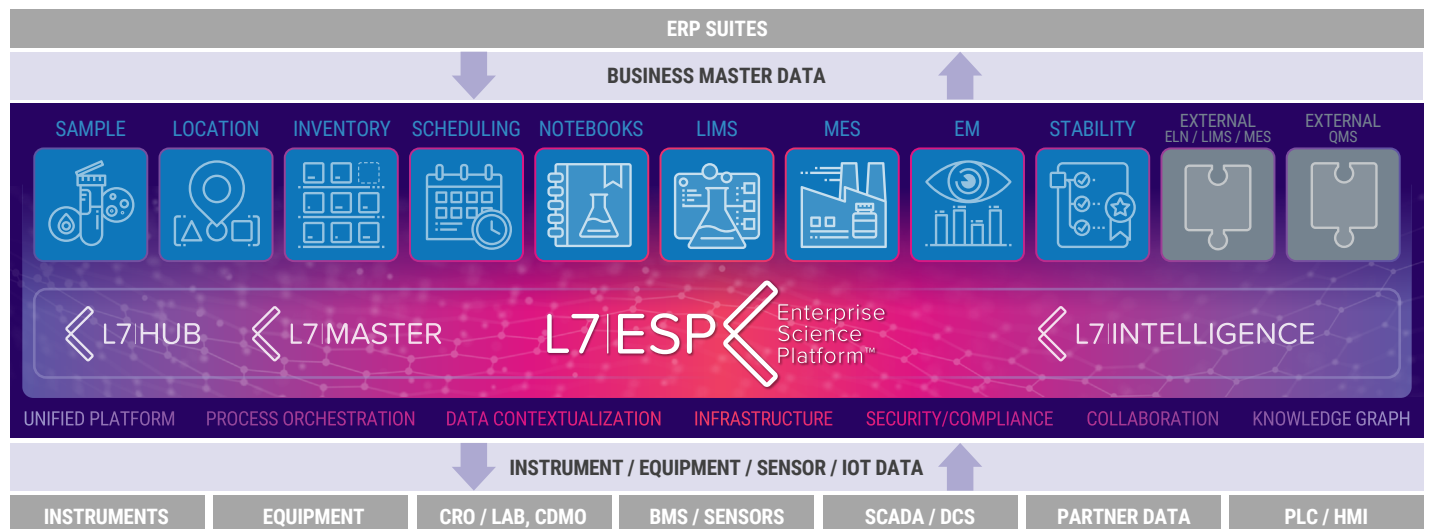 ERP SUITES
BUSINESS MASTER DATA
SAMPLE LOCATION INVENTORY SCHEDULING NOTEBOOKS LIMS MES EM STABILITY EXTERNAL ELN / LIMS / MES EXTERNAL QMS
L7|HUB L7|MASTER L7|ESP Enterprise Science Platform™ L7|INTELLIGENCE
UNIFIED PLATFORM PROCESS ORCHESTRATION DATA CONTEXTUALIZATION INFRASTRUCTURE SECURITY/COMPLIANCE COLLABORATION KNOWLEDGE GRAPH
INSTRUMENT / EQUIPMENT / SENSOR / IOT DATA
INSTRUMENTS EQUIPMENT CRO / LAB, CDMO BMS / SENSORS SCADA / DCS PARTNER DATA PLC / HMI